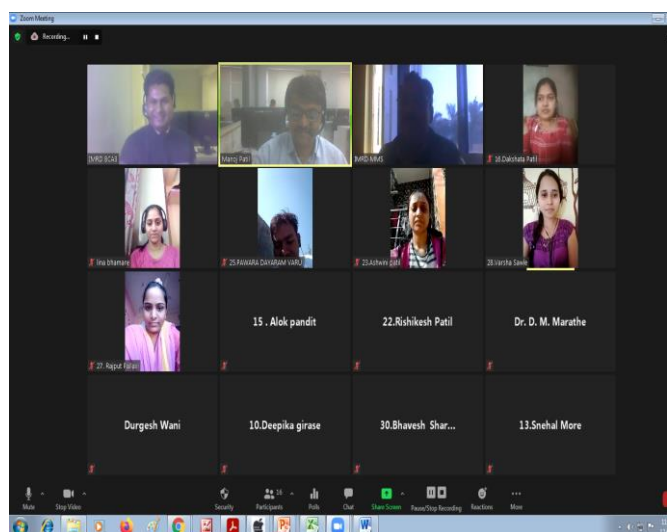 Zoom Meeting
Recording...
IMRD BCA3
Manoj Patil
IMRD MMS
16.Dakshata Patil
lina bhamare
25.PAWARA DAYARAM VARU
23.Ashwini patil
28.Varsha Sawle
27. Rajput
15 . Alok pandit
22.Rishikesh Patil
Dr. D. M. Marathe
Durgesh Wani
10.Deepika girase
30.Bhavesh Shar...
13.Snehal More
16
Mute
Stop Video
Security
Participants
Polls
Chat
Share Screen
Pause/Stop Recording
Reactions
More